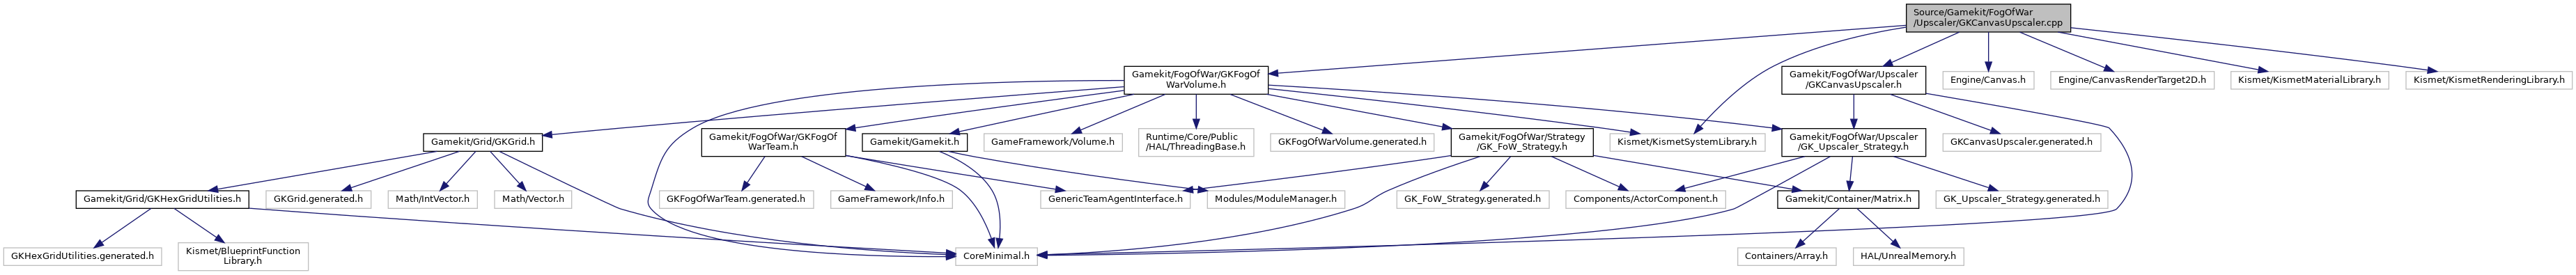 Source/Gamekit/FogOfWar
/Upscaler/GKCanvasUpscaler.cpp
Gamekit/FogOfWar/GKFogOf
WarVolume.h
Gamekit/FogOfWar/Upscaler
/GKCanvasUpscaler.h
Engine/Canvas.h
Engine/CanvasRenderTarget2D.h
Kismet/KismetMaterialLibrary.h
Kismet/KismetRenderingLibrary.h
Gamekit/Grid/GKGrid.h
Gamekit/FogOfWar/GKFogOf
WarTeam.h
Gamekit/Gamekit.h
GameFramework/Volume.h
Runtime/Core/Public
/HAL/ThreadingBase.h
GKFogOfWarVolume.generated.h
Gamekit/FogOfWar/Strategy
/GK_FoW_Strategy.h
Kismet/KismetSystemLibrary.h
Gamekit/FogOfWar/Upscaler
/GK_Upscaler_Strategy.h
GKCanvasUpscaler.generated.h
Gamekit/Grid/GKHexGridUtilities.h
GKGrid.generated.h
Math/IntVector.h
Math/Vector.h
GKFogOfWarTeam.generated.h
GameFramework/Info.h
GenericTeamAgentInterface.h
Modules/ModuleManager.h
GK_FoW_Strategy.generated.h
Components/ActorComponent.h
Gamekit/Container/Matrix.h
GK_Upscaler_Strategy.generated.h
GKHexGridUtilities.generated.h
Kismet/BlueprintFunction
Library.h
CoreMinimal.h
Containers/Array.h
HAL/UnrealMemory.h